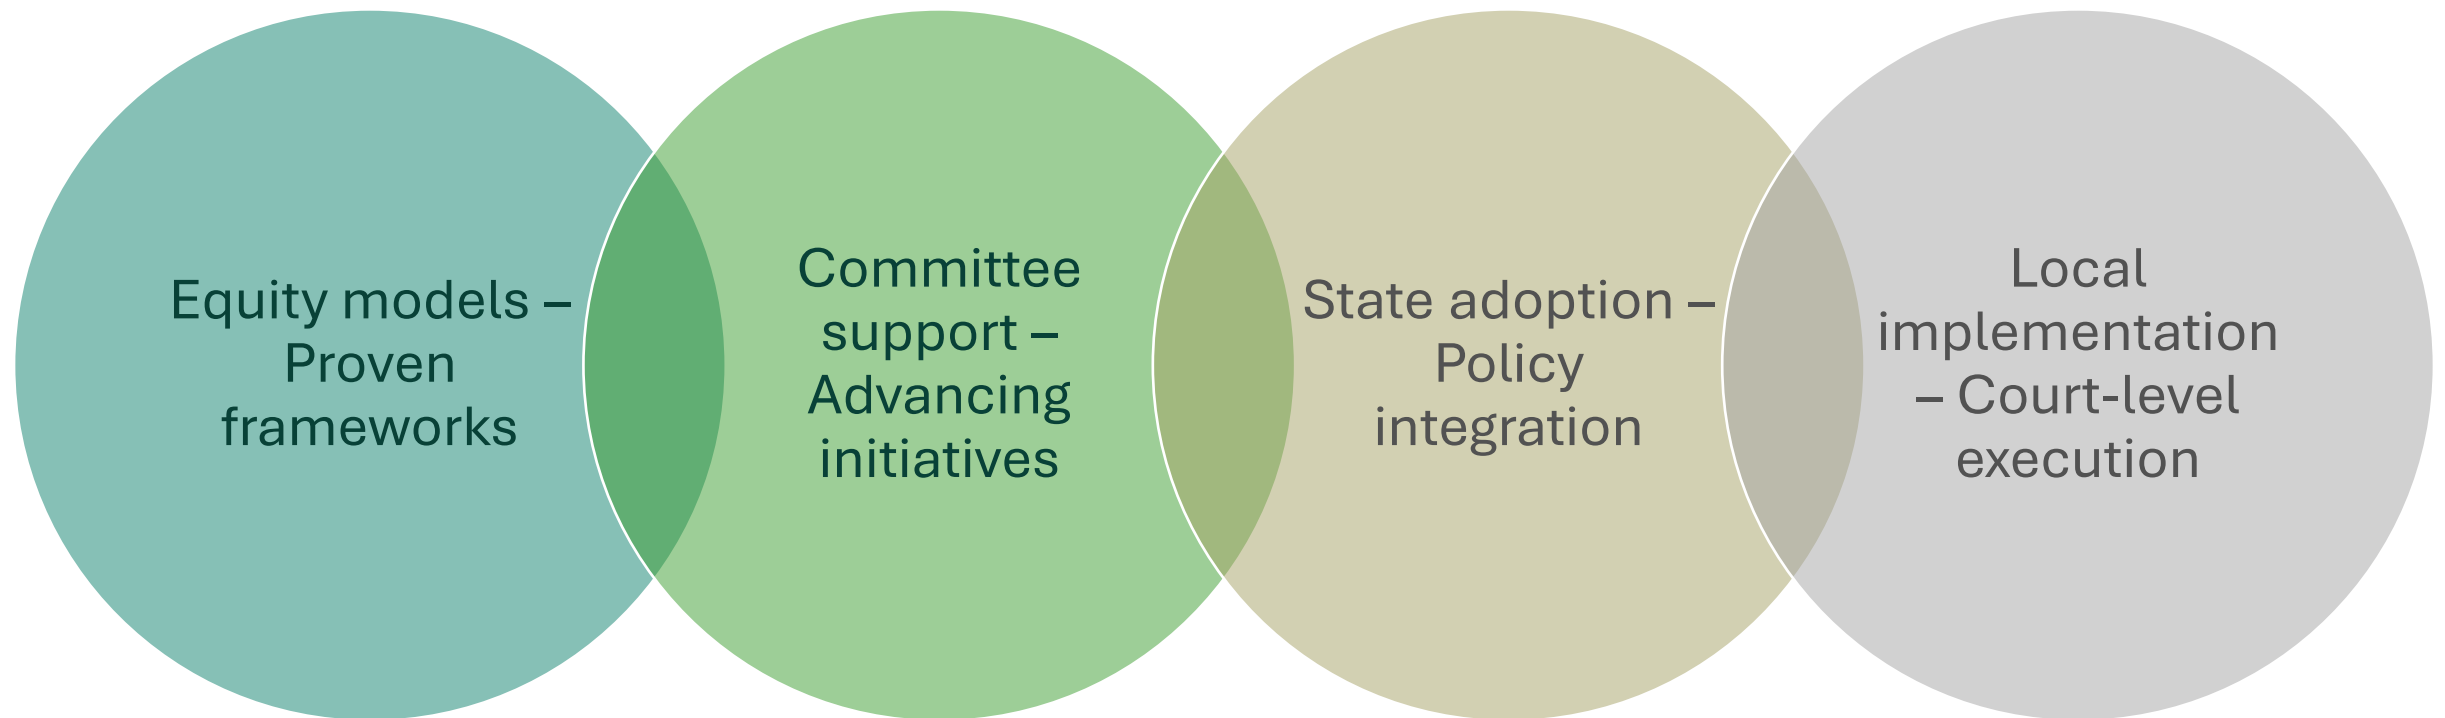 Equity models –
Proven
frameworks
Committee
support –
Advancing
initiatives
State adoption –
Policy
integration
Local
implementation
– Court-level
execution